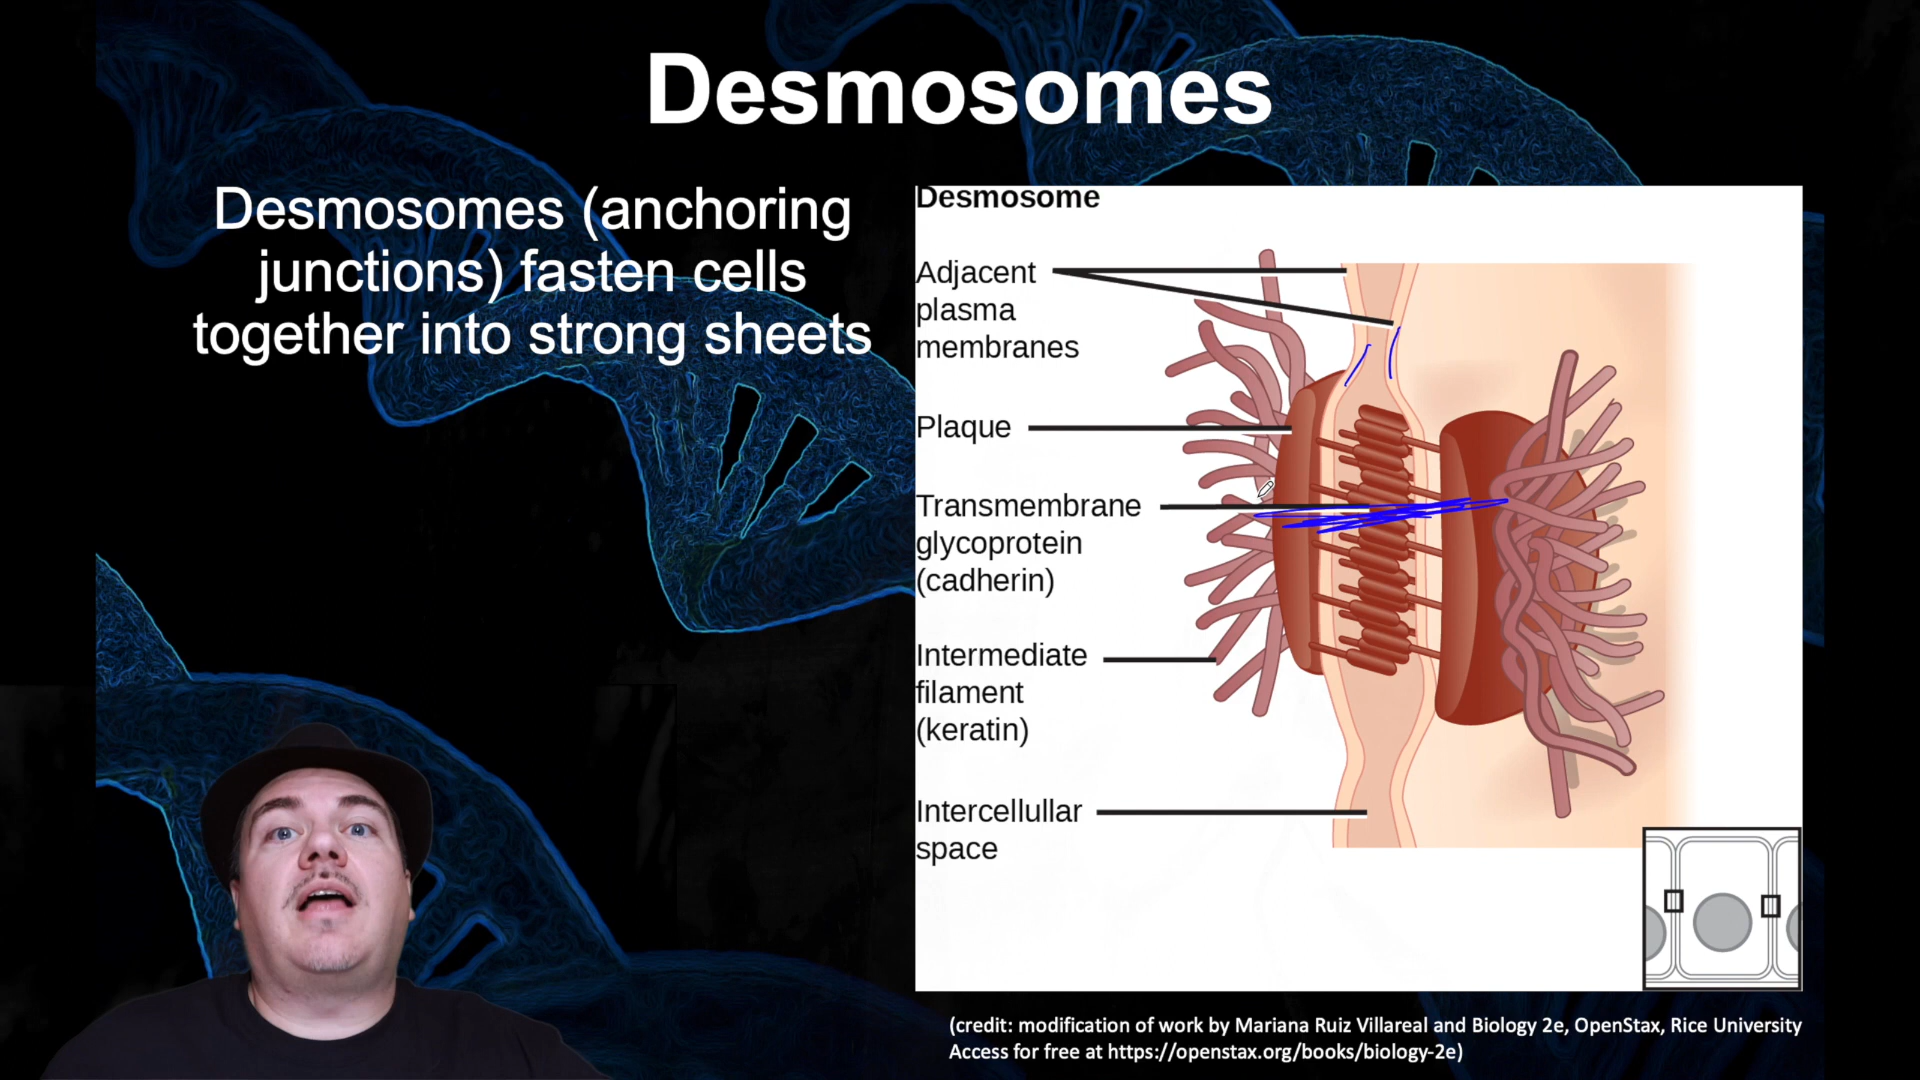 Desmosomes
Desmosomes (anchoring
junctions) fasten cells
together into strong sheets
Desmosome
Adjacent
plasma
membranes
Plaque
Transmembrane
glycoprotein
(cadherin)
Intermediate
filament
(keratin)
Intercellullar
space
(credit: modification of work by Mariana Ruiz Villareal and Biology 2e, OpenStax, Rice University
Access for free at https://openstax.org/books/biology-2e)